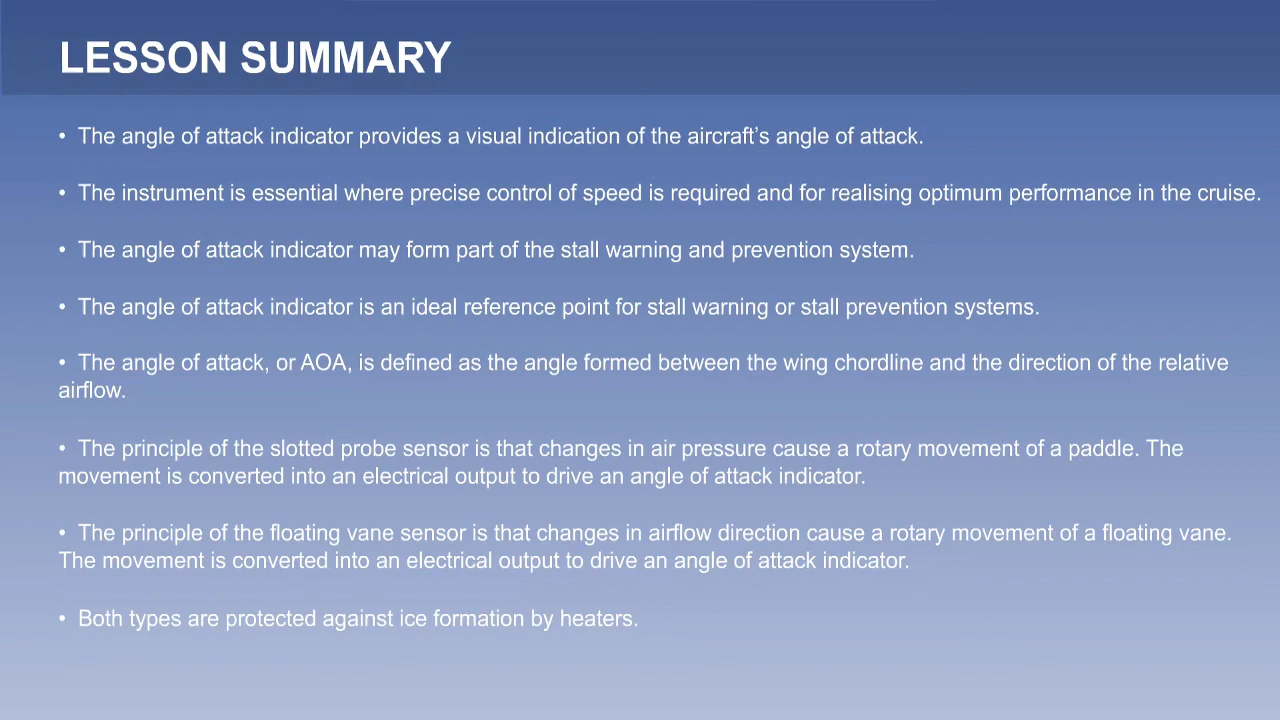 LESSON SUMMARY
• The angle of attack indicator provides a visual indication of the aircraft’s angle of attack.
• The instrument is essential where precise control of speed is required and for realising optimum performance in the cruise.
• The angle of attack indicator may form part of the stall warning and prevention system.
• The angle of attack indicator is an ideal reference point for stall warning or stall prevention systems.
• The angle of attack, or AOA, is defined as the angle formed between the wing chordline and the direction of the relative
airflow.
• The principle of the slotted probe sensor is that changes in air pressure cause a rotary movement of a paddle. The
movement is converted into an electrical output to drive an angle of attack indicator.
• The principle of the floating vane sensor is that changes in airflow direction cause a rotary movement of a floating vane.
The movement is converted into an electrical output to drive an angle of attack indicator.
• Both types are protected against ice formation by heaters.